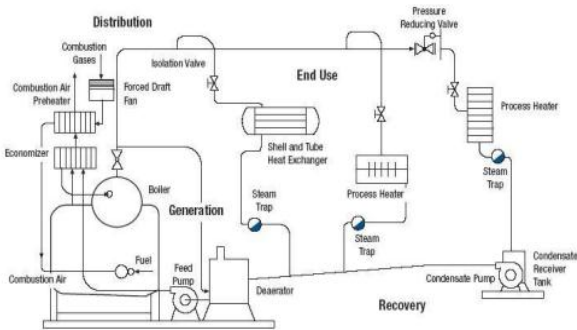 Distribution
Pressure
Reducing Valve
Combustion
Gases
Isolation Valve
End Use
Combustion Air
Preheater
Forced Draft
Fan
Process Heater
Economizer
Shell and Tube
Heat Exchanger
Boiler
Steam
Trap
Process Heater
Steam
Trap
Generation
Steam
Trap
Fuel
Feed
Pump
Combustion Air
Deaerator
Condensate Pump
Condensate
Receiver
Tank
Recovery